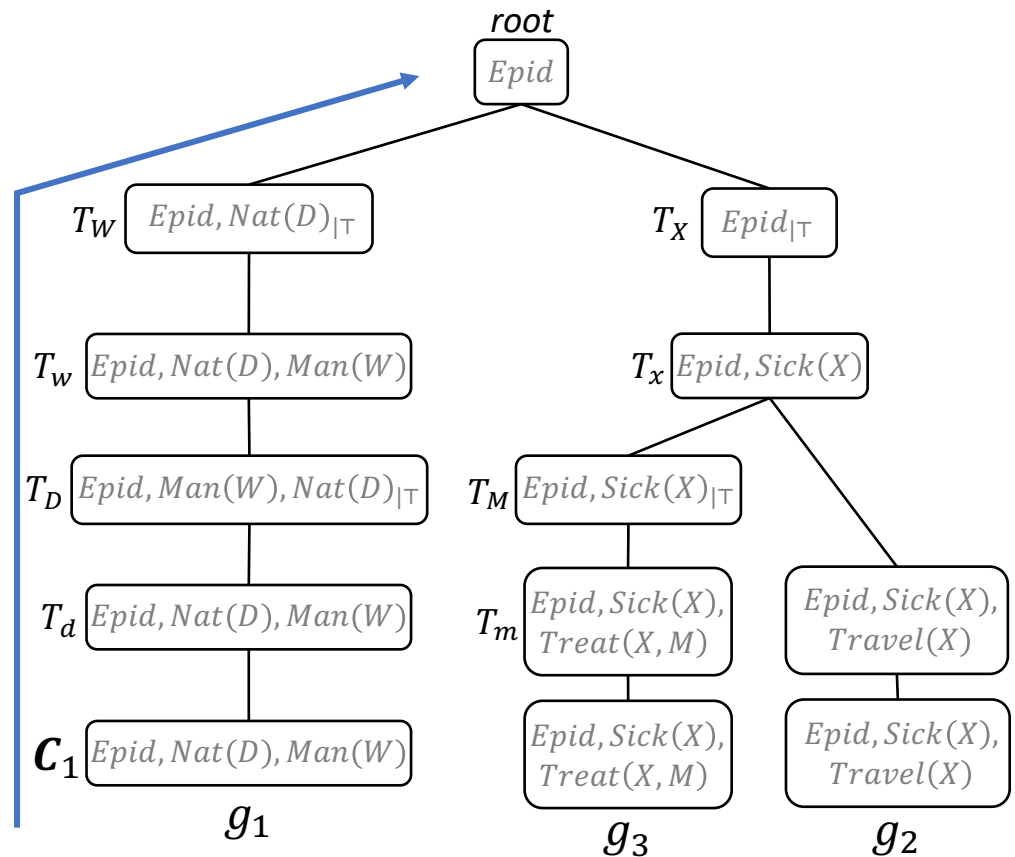 root
Epid
T_W Epid, Nat(D)_{|⊤}
T_X Epid_{|⊤}
T_w Epid, Nat(D), Man(W)
T_x Epid, Sick(X)
T_D Epid, Man(W), Nat(D)_{|⊤}
T_M Epid, Sick(X)_{|⊤}
T_d Epid, Nat(D), Man(W)
T_m Epid, Sick(X),
Treat(X, M)
Epid, Sick(X),
Travel(X)
C_1 Epid, Nat(D), Man(W)
Epid, Sick(X),
Treat(X, M)
Epid, Sick(X),
Travel(X)
g_1
g_3
g_2